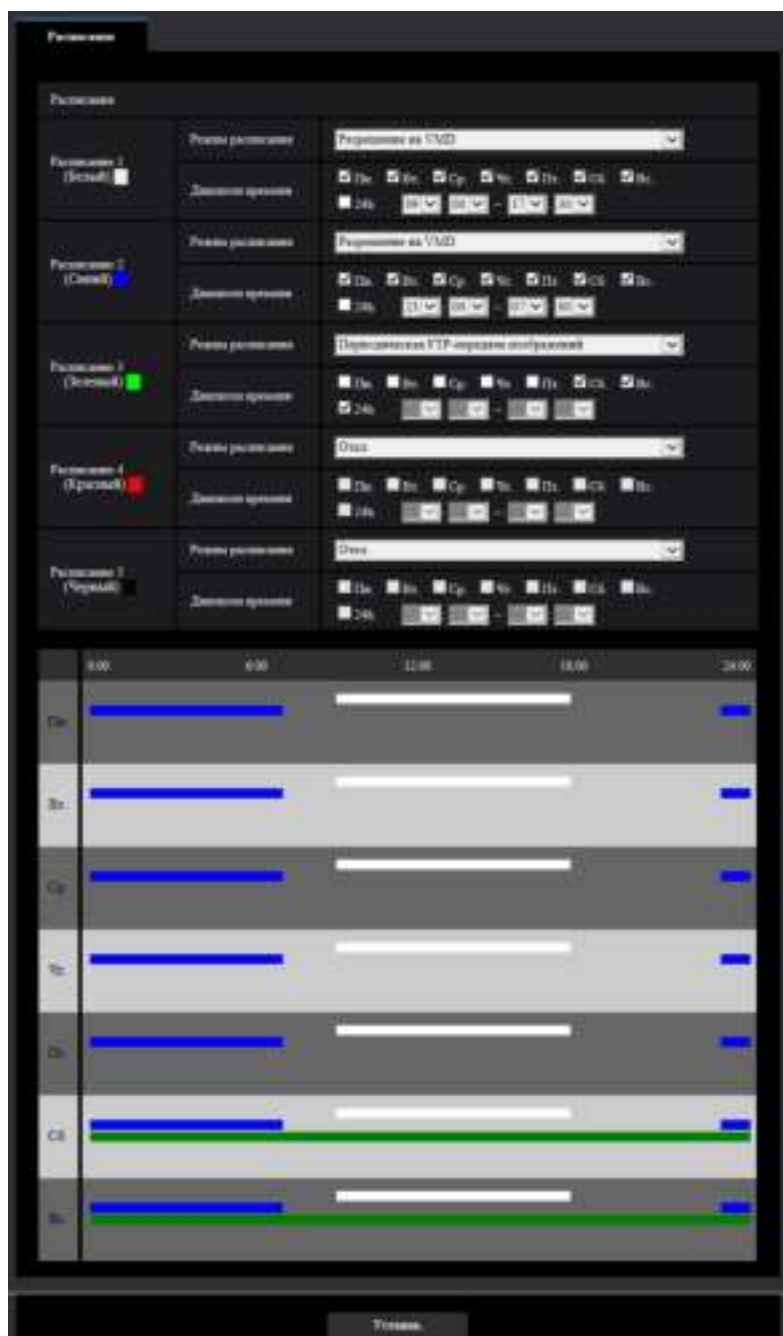 Расписание
Расписание
Расписание 1
(Белый)
Режим расписания
Разрешение на VMD
Диапазон времени
Пн. Вт. Ср. Чт. Пт. Сб. Вс.
24h
Расписание 2
(Синий)
Режим расписания
Разрешение на VMD
Диапазон времени
Пн. Вт. Ср. Чт. Пт. Сб. Вс.
24h
Расписание 3
(Зеленый)
Режим расписания
Периодическая FTP-передача изображений
Диапазон времени
Пн. Вт. Ср. Чт. Пт. Сб. Вс.
24h
Расписание 4
(Красный)
Режим расписания
Откл.
Диапазон времени
Пн. Вт. Ср. Чт. Пт. Сб. Вс.
24h
Расписание 5
(Черный)
Режим расписания
Откл.
Диапазон времени
Пн. Вт. Ср. Чт. Пт. Сб. Вс.
24h
0:00 6:00 12:00 18:00 24:00
Пн.
Вт.
Ср.
Чт.
Пт.
Сб.
Вс.
Установ.